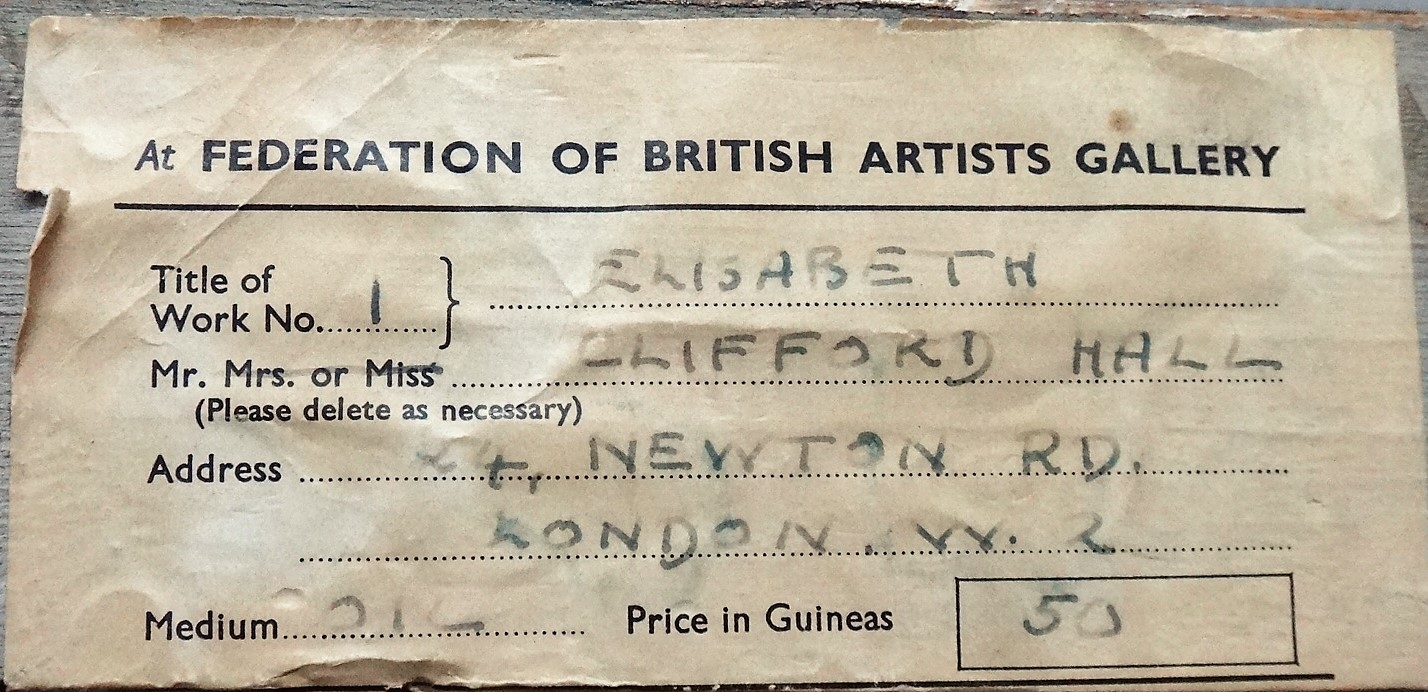 At FEDERATION OF BRITISH ARTISTS GALLERY
Title of
Work No. 1 } ELISABETH
Mr. Mrs. or Miss CLIFFORD HALL
(Please delete as necessary)
Address 24, NEWTON RD.
LONDON. W. 2
Medium OIL Price in Guineas 50